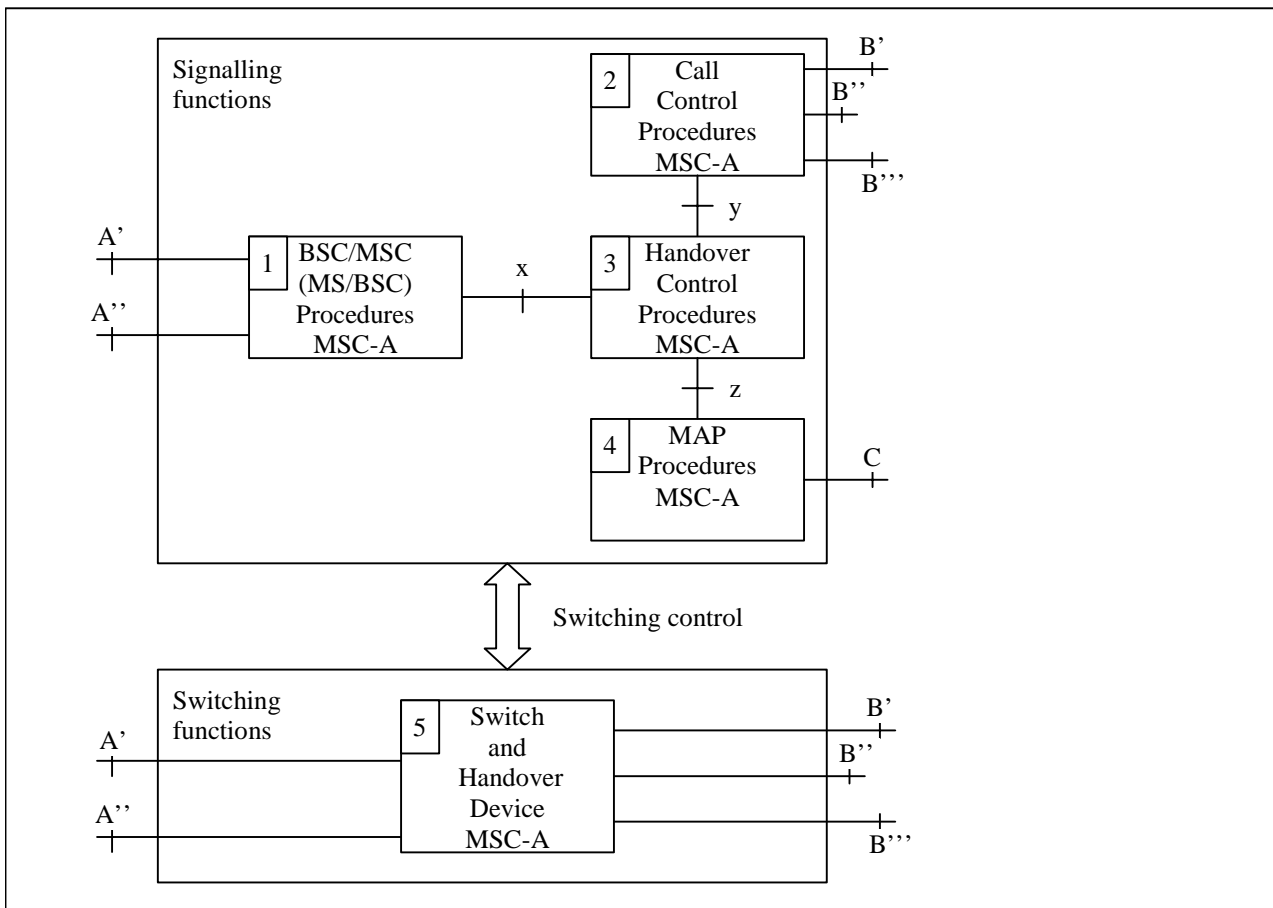 Signalling
functions
2
Call
Control
Procedures
MSC-A
B'
B''
B'''
y
A'
A''
1
BSC/MSC
(MS/BSC)
Procedures
MSC-A
x
3
Handover
Control
Procedures
MSC-A
z
4
MAP
Procedures
MSC-A
C
Switching control
Switching
functions
A'
A''
5
Switch
and
Handover
Device
MSC-A
B'
B''
B'''